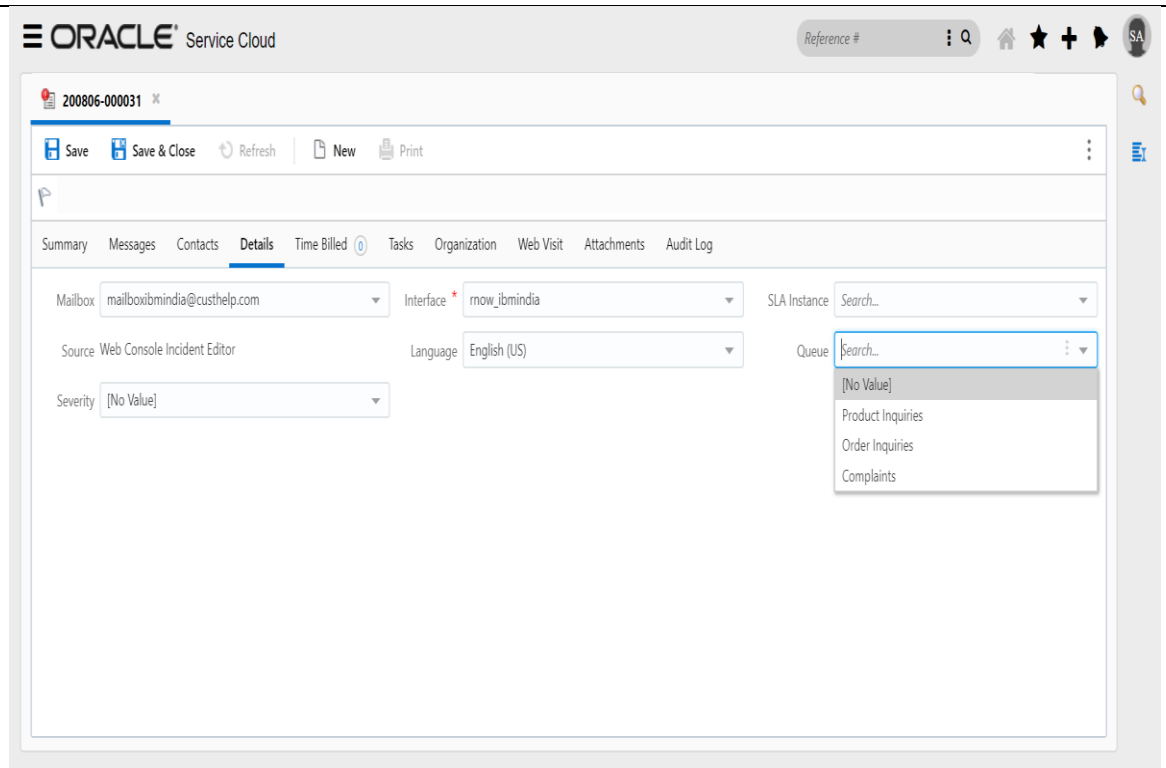 ORACLE Service Cloud
Reference #
SA
200806-000031
Save Save & Close Refresh New Print
Summary Messages Contacts Details Time Billed 0 Tasks Organization Web Visit Attachments Audit Log
Mailbox mailboxibmindia@custhelp.com Interface * rnow_ibmindia SLA Instance Search...
Source Web Console Incident Editor Language English (US) Queue Search...
Severity [No Value]
[No Value]
Product Inquiries
Order Inquiries
Complaints